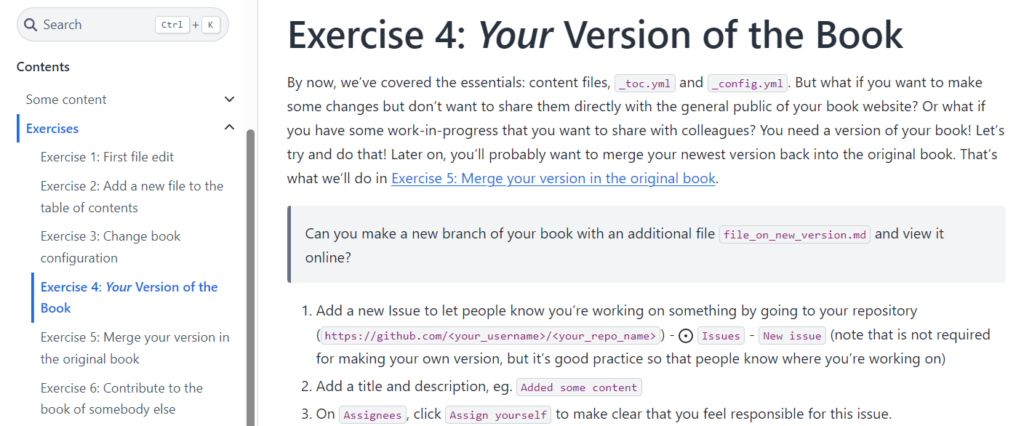 Search Ctrl + K
Contents
Some content
Exercises
Exercise 1: First file edit
Exercise 2: Add a new file to the
table of contents
Exercise 3: Change book
configuration
Exercise 4: Your Version of the
Book
Exercise 5: Merge your version in
the original book
Exercise 6: Contribute to the
book of somebody else
Exercise 4: Your Version of the Book
By now, we’ve covered the essentials: content files, _toc.yml and _config.yml. But what if you want to make
some changes but don’t want to share them directly with the general public of your book website? Or what if
you have some work-in-progress that you want to share with colleagues? You need a version of your book! Let’s
try and do that! Later on, you’ll probably want to merge your newest version back into the original book. That’s
what we’ll do in Exercise 5: Merge your version in the original book.
Can you make a new branch of your book with an additional file file_on_new_version.md and view it
online?
1. Add a new Issue to let people know you’re working on something by going to your repository
(https://github.com/<your_username>/<your_repo_name>) - Issues - New issue (note that is not required
for making your own version, but it’s good practice so that people know where you’re working on)
2. Add a title and description, eg. Added some content
3. On Assignees, click Assign yourself to make clear that you feel responsible for this issue.